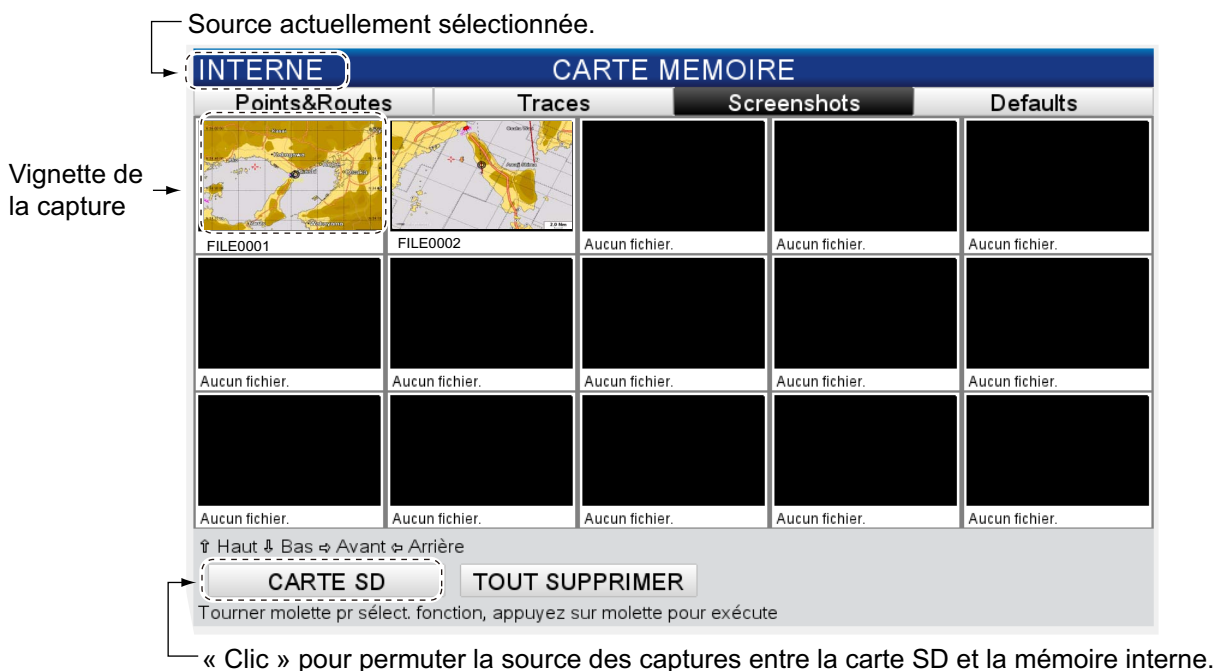 Source actuellement sélectionnée.
INTERNE CARTE MEMOIRE
Points&Routes Traces Screenshots Defaults
Vignette de
la capture
FILE0001 FILE0002 Aucun fichier. Aucun fichier. Aucun fichier.
Aucun fichier. Aucun fichier. Aucun fichier. Aucun fichier. Aucun fichier.
Aucun fichier. Aucun fichier. Aucun fichier. Aucun fichier. Aucun fichier.
⇧ Haut ⇩ Bas ⇨ Avant ⇦ Arrière
CARTE SD TOUT SUPPRIMER
Tourner molette pr sélect. fonction, appuyez sur molette pour exécute
« Clic » pour permuter la source des captures entre la carte SD et la mémoire interne.